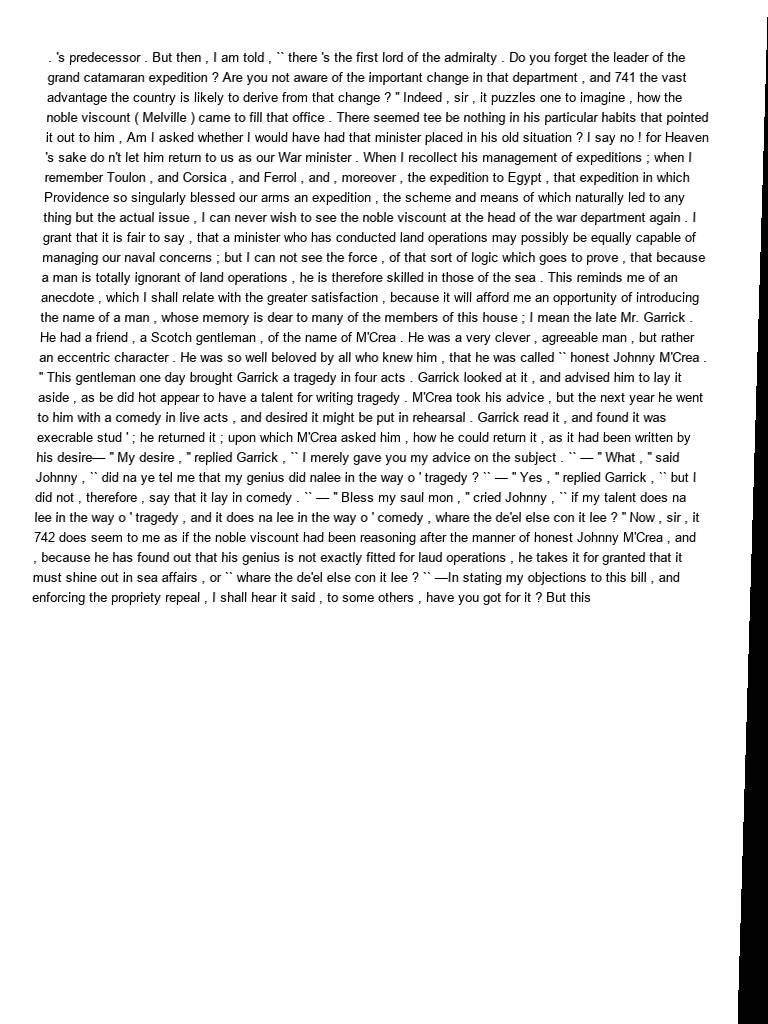 . 's predecessor . But then , I am told , `` there 's the first lord of the admiralty . Do you forget the leader of the
grand catamaran expedition ? Are you not aware of the important change in that department , and 741 the vast
advantage the country is likely to derive from that change ? " Indeed , sir , it puzzles one to imagine , how the
noble viscount ( Melville ) came to fill that office . There seemed tee be nothing in his particular habits that pointed
it out to him , Am I asked whether I would have had that minister placed in his old situation ? I say no ! for Heaven
's sake do n't let him return to us as our War minister . When I recollect his management of expeditions ; when I
remember Toulon , and Corsica , and Ferrol , and , moreover , the expedition to Egypt , that expedition in which
Providence so singularly blessed our arms an expedition , the scheme and means of which naturally led to any
thing but the actual issue , I can never wish to see the noble viscount at the head of the war department again . I
grant that it is fair to say , that a minister who has conducted land operations may possibly be equally capable of
managing our naval concerns ; but I can not see the force , of that sort of logic which goes to prove , that because
a man is totally ignorant of land operations , he is therefore skilled in those of the sea . This reminds me of an
anecdote , which I shall relate with the greater satisfaction , because it will afford me an opportunity of introducing
the name of a man , whose memory is dear to many of the members of this house ; I mean the late Mr. Garrick .
He had a friend , a Scotch gentleman , of the name of M'Crea . He was a very clever , agreeable man , but rather
an eccentric character . He was so well beloved by all who knew him , that he was called `` honest Johnny M'Crea .
" This gentleman one day brought Garrick a tragedy in four acts . Garrick looked at it , and advised him to lay it
aside , as be did hot appear to have a talent for writing tragedy . M'Crea took his advice , but the next year he went
to him with a comedy in live acts , and desired it might be put in rehearsal . Garrick read it , and found it was
execrable stud ' ; he returned it ; upon which M'Crea asked him , how he could return it , as it had been written by
his desire— " My desire , " replied Garrick , `` I merely gave you my advice on the subject . `` — " What , " said
Johnny , `` did na ye tel me that my genius did nalee in the way o ' tragedy ? `` — " Yes , " replied Garrick , `` but I
did not , therefore , say that it lay in comedy . `` — " Bless my saul mon , " cried Johnny , `` if my talent does na
lee in the way o ' tragedy , and it does na lee in the way o ' comedy , whare the de'el else con it lee ? " Now , sir , it
742 does seem to me as if the noble viscount had been reasoning after the manner of honest Johnny M'Crea , and
, because he has found out that his genius is not exactly fitted for laud operations , he takes it for granted that it
must shine out in sea affairs , or `` whare the de'el else con it lee ? `` —In stating my objections to this bill , and
enforcing the propriety repeal , I shall hear it said , to some others , have you got for it ? But this